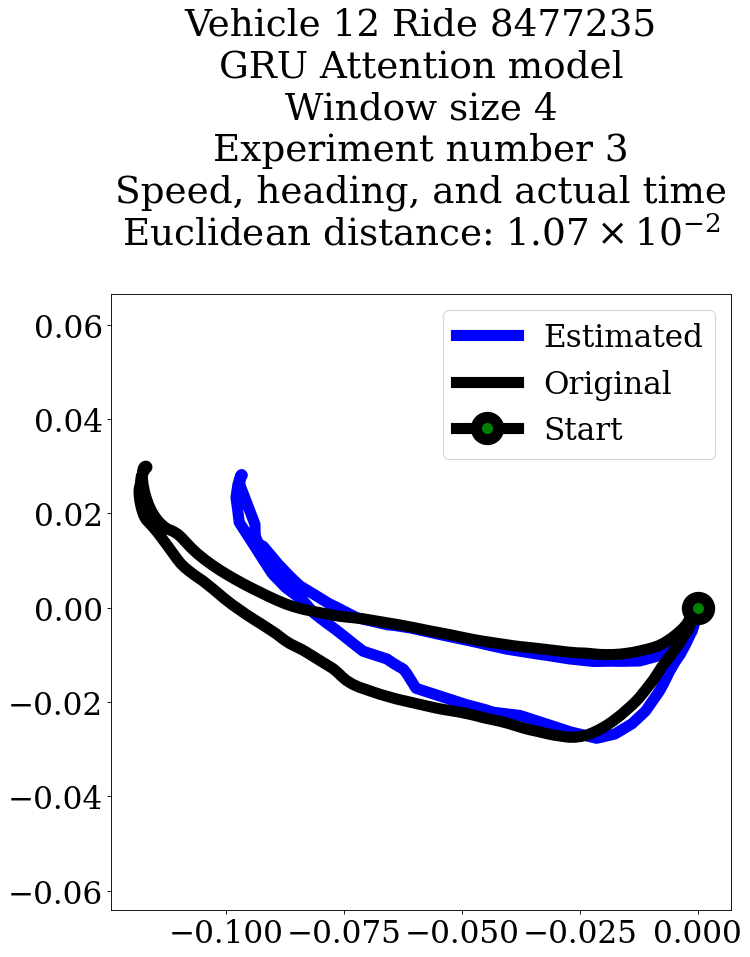 Vehicle 12 Ride 8477235
GRU Attention model
Window size 4
Experiment number 3
Speed, heading, and actual time
Euclidean distance: 1.07 × 10⁻²
Estimated
Original
Start
0.06
0.04
0.02
0.00
−0.02
−0.04
−0.06
−0.100 −0.075 −0.050 −0.025 0.000